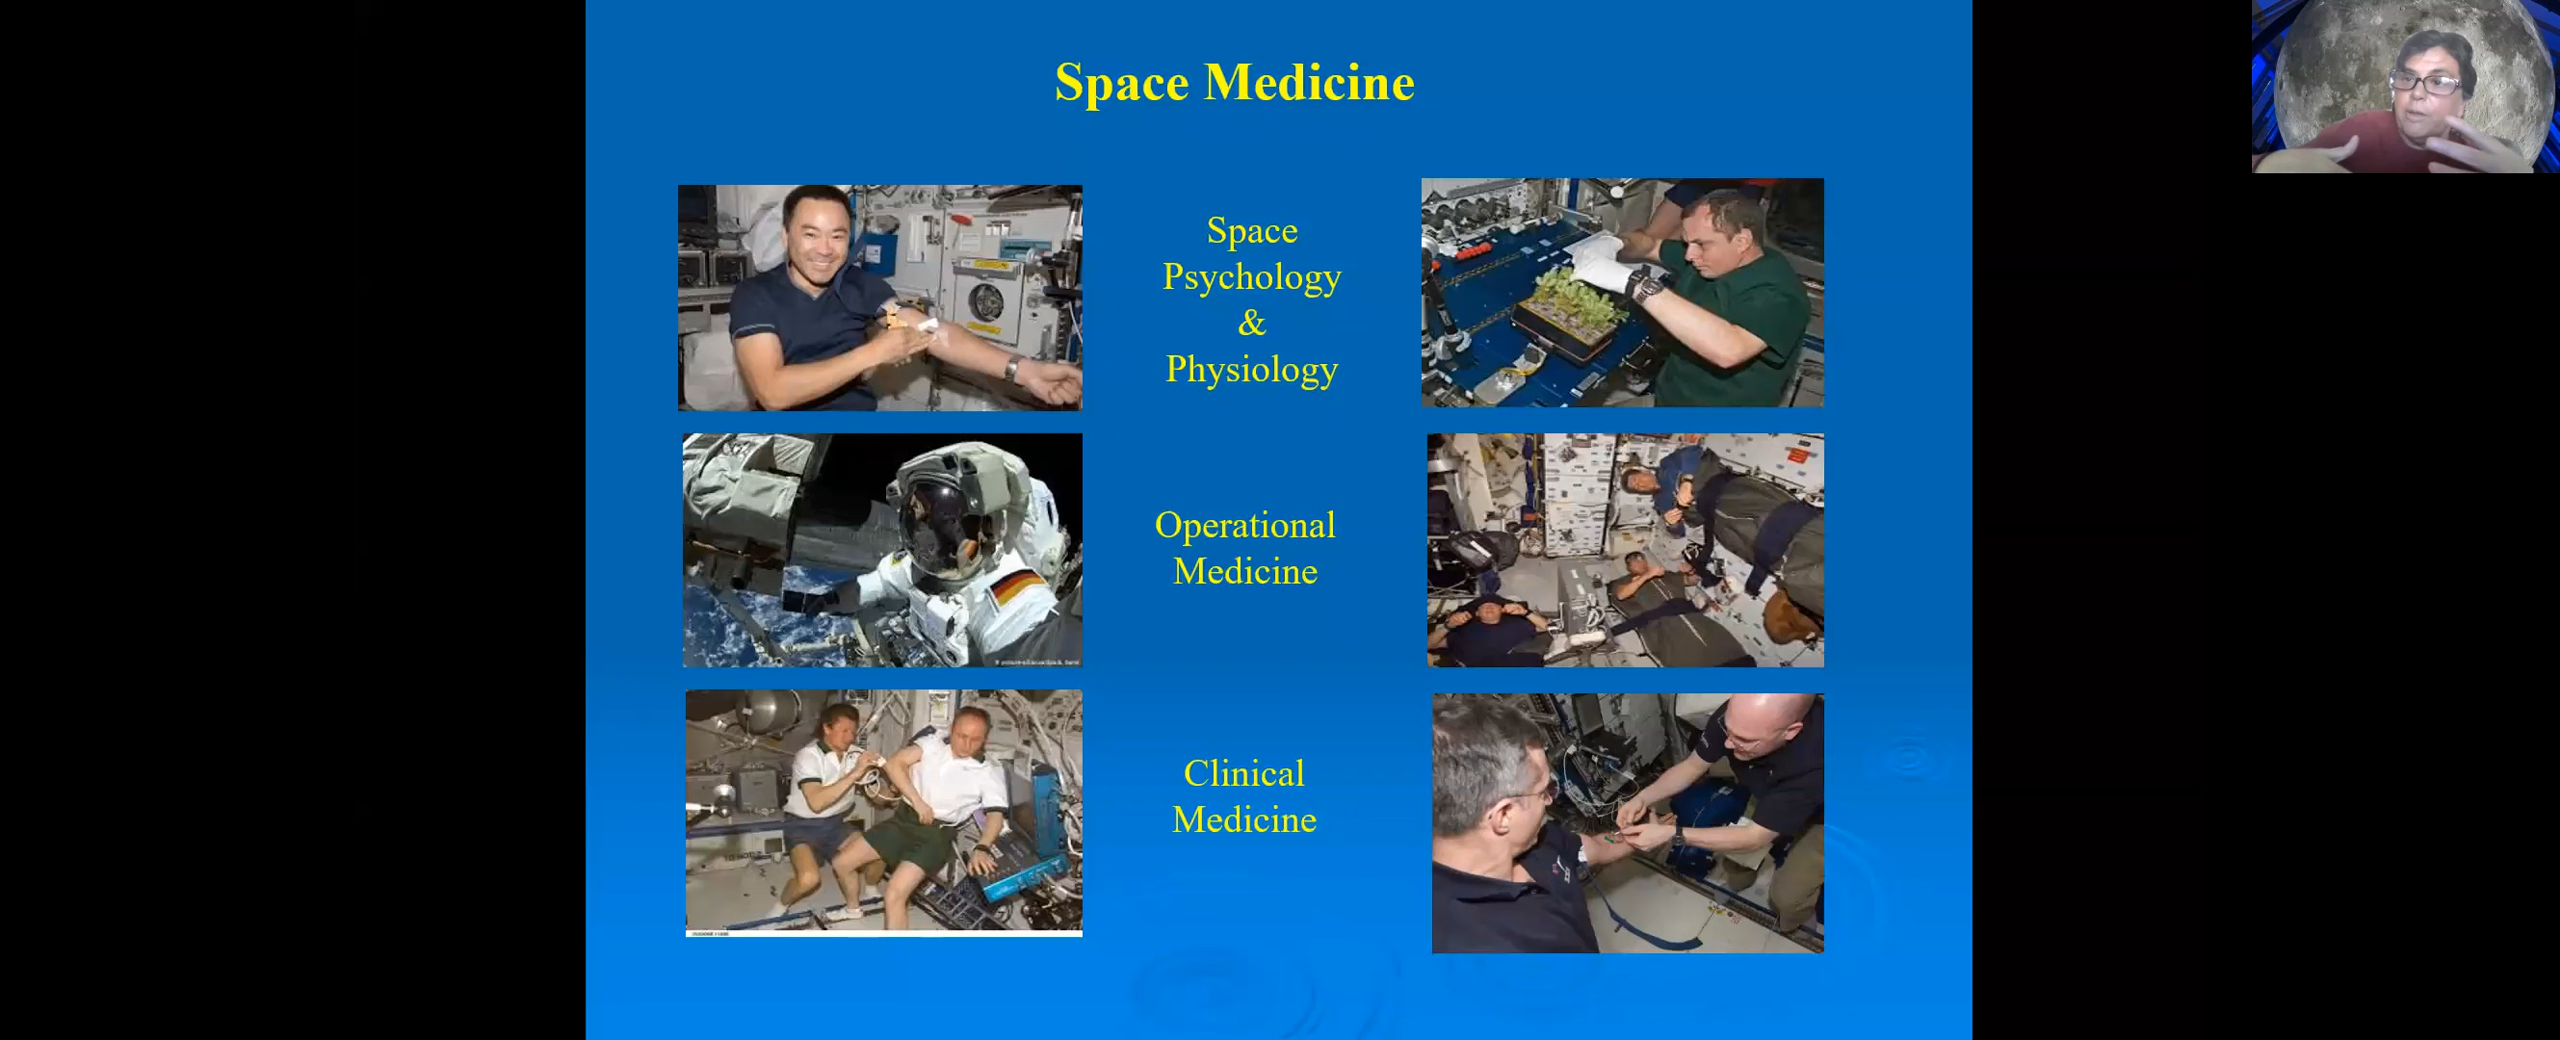 Space Medicine
Space
Psychology
&
Physiology
Operational
Medicine
Clinical
Medicine